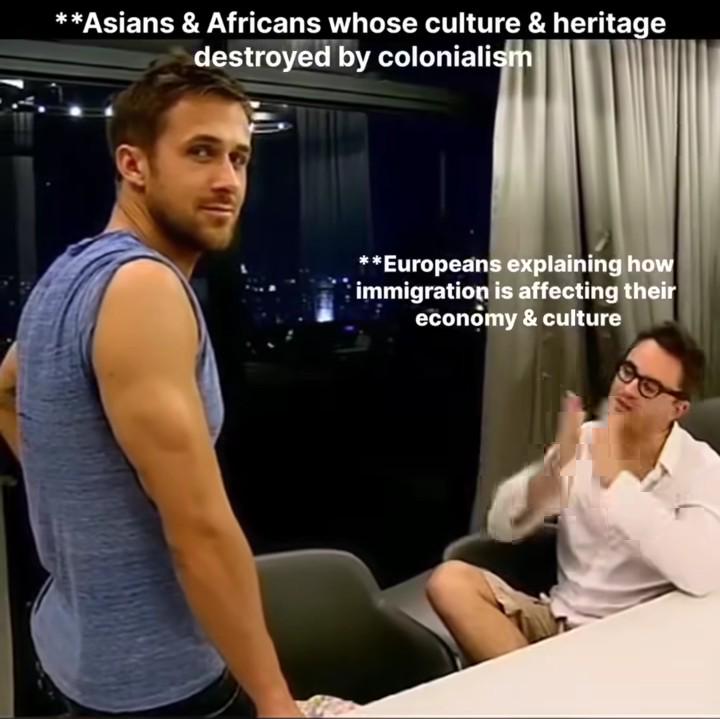 **Asians & Africans whose culture & heritage
destroyed by colonialism
**Europeans explaining how
immigration is affecting their
economy & culture